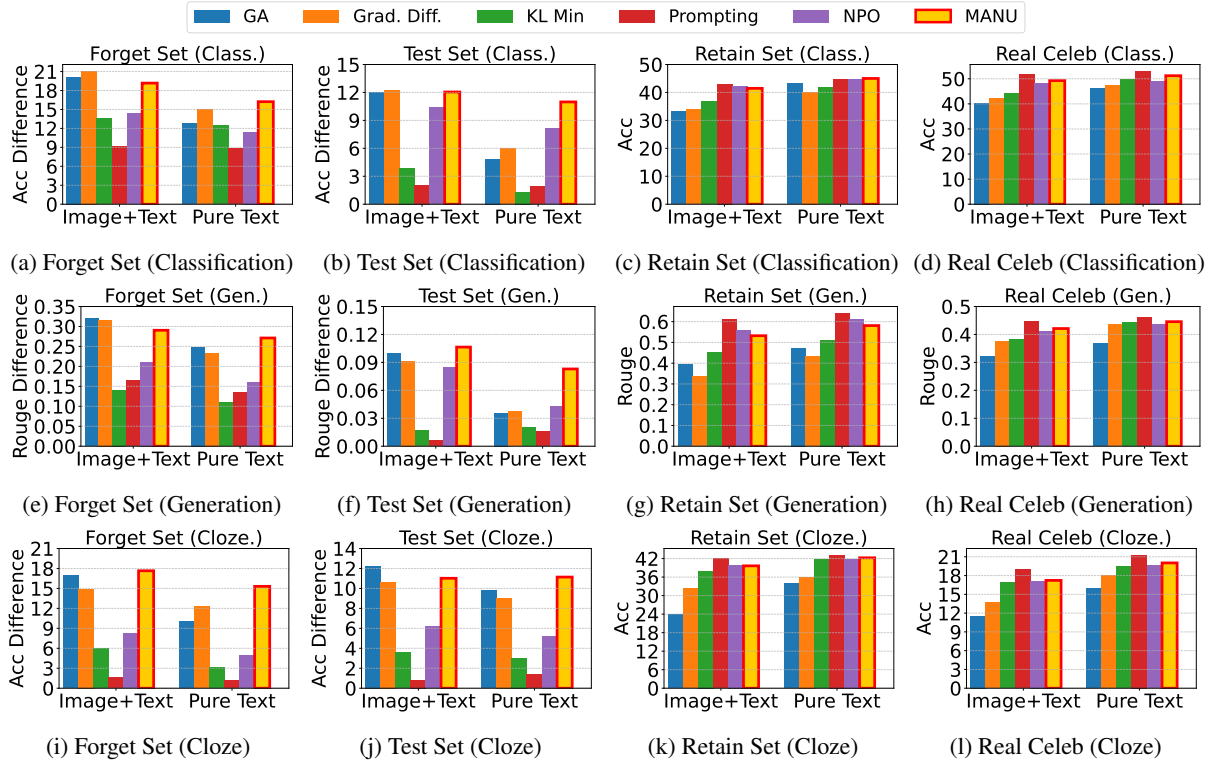 GA Grad. Diff. KL Min Prompting NPO MANU
Forget Set (Class.)
Acc Difference
21
18
15
12
9
6
3
0
Image+Text Pure Text
(a) Forget Set (Classification)
Test Set (Class.)
Acc Difference
15
12
9
6
3
0
Image+Text Pure Text
(b) Test Set (Classification)
Retain Set (Class.)
Acc
50
40
30
20
10
0
Image+Text Pure Text
(c) Retain Set (Classification)
Real Celeb (Class.)
Acc
50
40
30
20
10
0
Image+Text Pure Text
(d) Real Celeb (Classification)
Forget Set (Gen.)
Rouge Difference
0.35
0.30
0.25
0.20
0.15
0.10
0.05
0.00
Image+Text Pure Text
(e) Forget Set (Generation)
Test Set (Gen.)
Rouge Difference
0.15
0.12
0.09
0.06
0.03
0.00
Image+Text Pure Text
(f) Test Set (Generation)
Retain Set (Gen.)
Rouge
0.6
0.5
0.4
0.3
0.2
0.1
0.0
Image+Text Pure Text
(g) Retain Set (Generation)
Real Celeb (Gen.)
Rouge
0.5
0.4
0.3
0.2
0.1
0.0
Image+Text Pure Text
(h) Real Celeb (Generation)
Forget Set (Cloze.)
Acc Difference
21
18
15
12
9
6
3
0
Image+Text Pure Text
(i) Forget Set (Cloze)
Test Set (Cloze.)
Acc Difference
14
12
10
8
6
4
2
0
Image+Text Pure Text
(j) Test Set (Cloze)
Retain Set (Cloze.)
Acc
42
36
30
24
18
12
6
0
Image+Text Pure Text
(k) Retain Set (Cloze)
Real Celeb (Cloze.)
Acc
21
18
15
12
9
6
3
0
Image+Text Pure Text
(l) Real Celeb (Cloze)